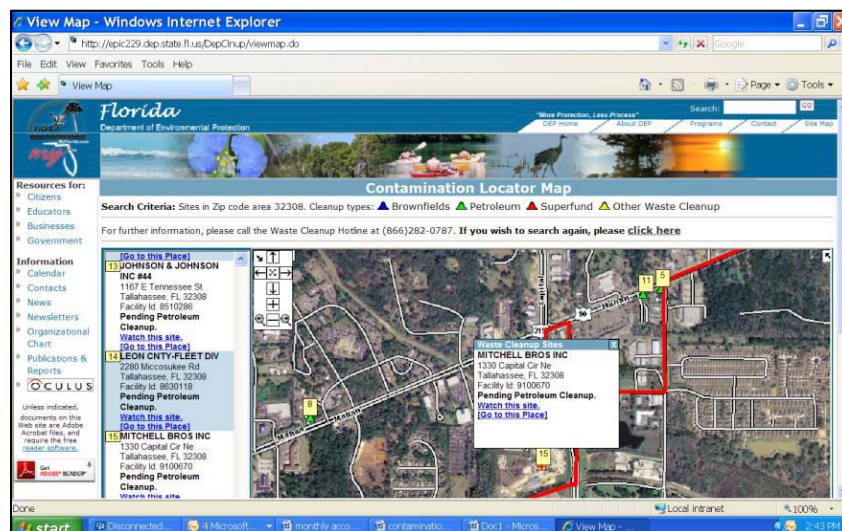 View Map - Windows Internet Explorer
http://epic229.dep.state.fl.us/DepClnup/viewmap.do
Google
File Edit View Favorites Tools Help
View Map
Page
Tools
Florida
Department of Environmental Protection
"More Protection, Less Process"
Search:
GO
DEP Home
About DEP
Programs
Contact
Site Map
FLORIDA
MyFlorida.com
Contamination Locator Map
Resources for:
Citizens
Educators
Businesses
Government
Information
Calendar
Contacts
News
Newsletters
Organizational
Chart
Publications &
Reports
OCULUS
Unless indicated,
documents on this
Web site are Adobe
Acrobat files, and
require the free
reader software.
Get
ADOBE® READER®
Search Criteria: Sites in Zip code area 32308. Cleanup types: Brownfields Petroleum Superfund Other Waste Cleanup
For further information, please call the Waste Cleanup Hotline at (866)282-0787. If you wish to search again, please click here
[Go to this Place]
13 JOHNSON & JOHNSON
INC #44
1167 E Tennessee St
Tallahassee, FL 32308
Facility Id: 8510286
Pending Petroleum
Cleanup.
Watch this site.
[Go to this Place]
14 LEON CNTY-FLEET DIV
2280 Miccosukee Rd
Tallahassee, FL 32308
Facility Id: 8630118
Pending Petroleum
Cleanup.
Watch this site.
[Go to this Place]
15 MITCHELL BROS INC
1330 Capital Cir Ne
Tallahassee, FL 32308
Facility Id: 9100670
Pending Petroleum
Cleanup.
Watch this site.
Capital
Mahan
90
319
11
5
8
Mahan
Mahan
15
Waste Cleanup Sites X
MITCHELL BROS INC
1330 Capital Cir Ne
Tallahassee, FL 32308
Facility Id: 9100670
Pending Petroleum Cleanup.
Watch this site.
[Go to this Place]
Done
Local intranet
100%
start
Disconnected...
4 Microsoft...
monthly acco...
contaminatio...
Doc1 - Micros...
View Map - ...
2:43 PM